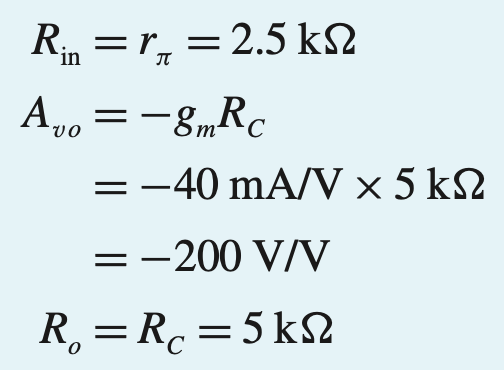 R_in = r_π = 2.5 kΩ
A_vo = −g_m R_C
= −40 mA/V × 5 kΩ
= −200 V/V
R_o = R_C = 5 kΩ